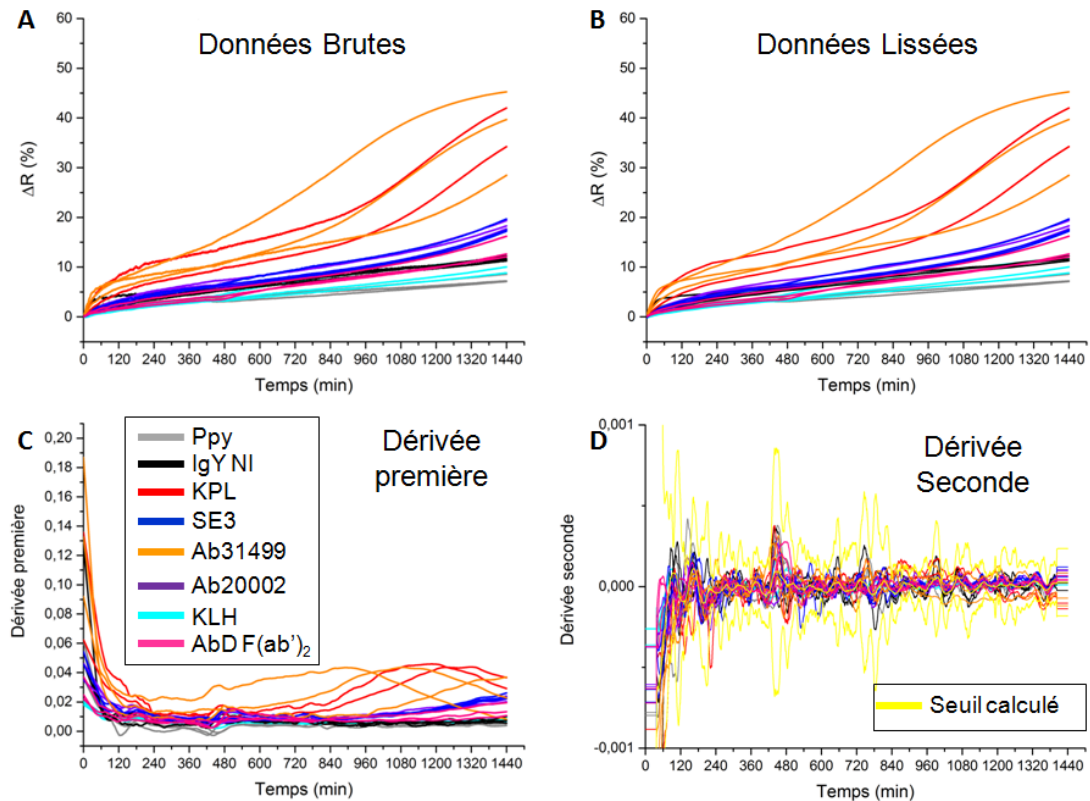 A
Données Brutes
60
50
40
30
20
10
0
ΔR (%)
0 120 240 360 480 600 720 840 960 1080 1200 1320 1440
Temps (min)
B
Données Lissées
60
50
40
30
20
10
0
ΔR (%)
0 120 240 360 480 600 720 840 960 1080 1200 1320 1440
Temps (min)
C
Dérivée
première
0,20
0,18
0,16
0,14
0,12
0,10
0,08
0,06
0,04
0,02
0,00
Dérivée première
Ppy
IgY NI
KPL
SE3
Ab31499
Ab20002
KLH
AbD F(ab')2
0 120 240 360 480 600 720 840 960 1080 1200 1320 1440
Temps (min)
D
Dérivée
Seconde
0,001
0,000
-0,001
Dérivée seconde
Seuil calculé
0 120 240 360 480 600 720 840 960 1080 1200 1320 1440
Temps (min)